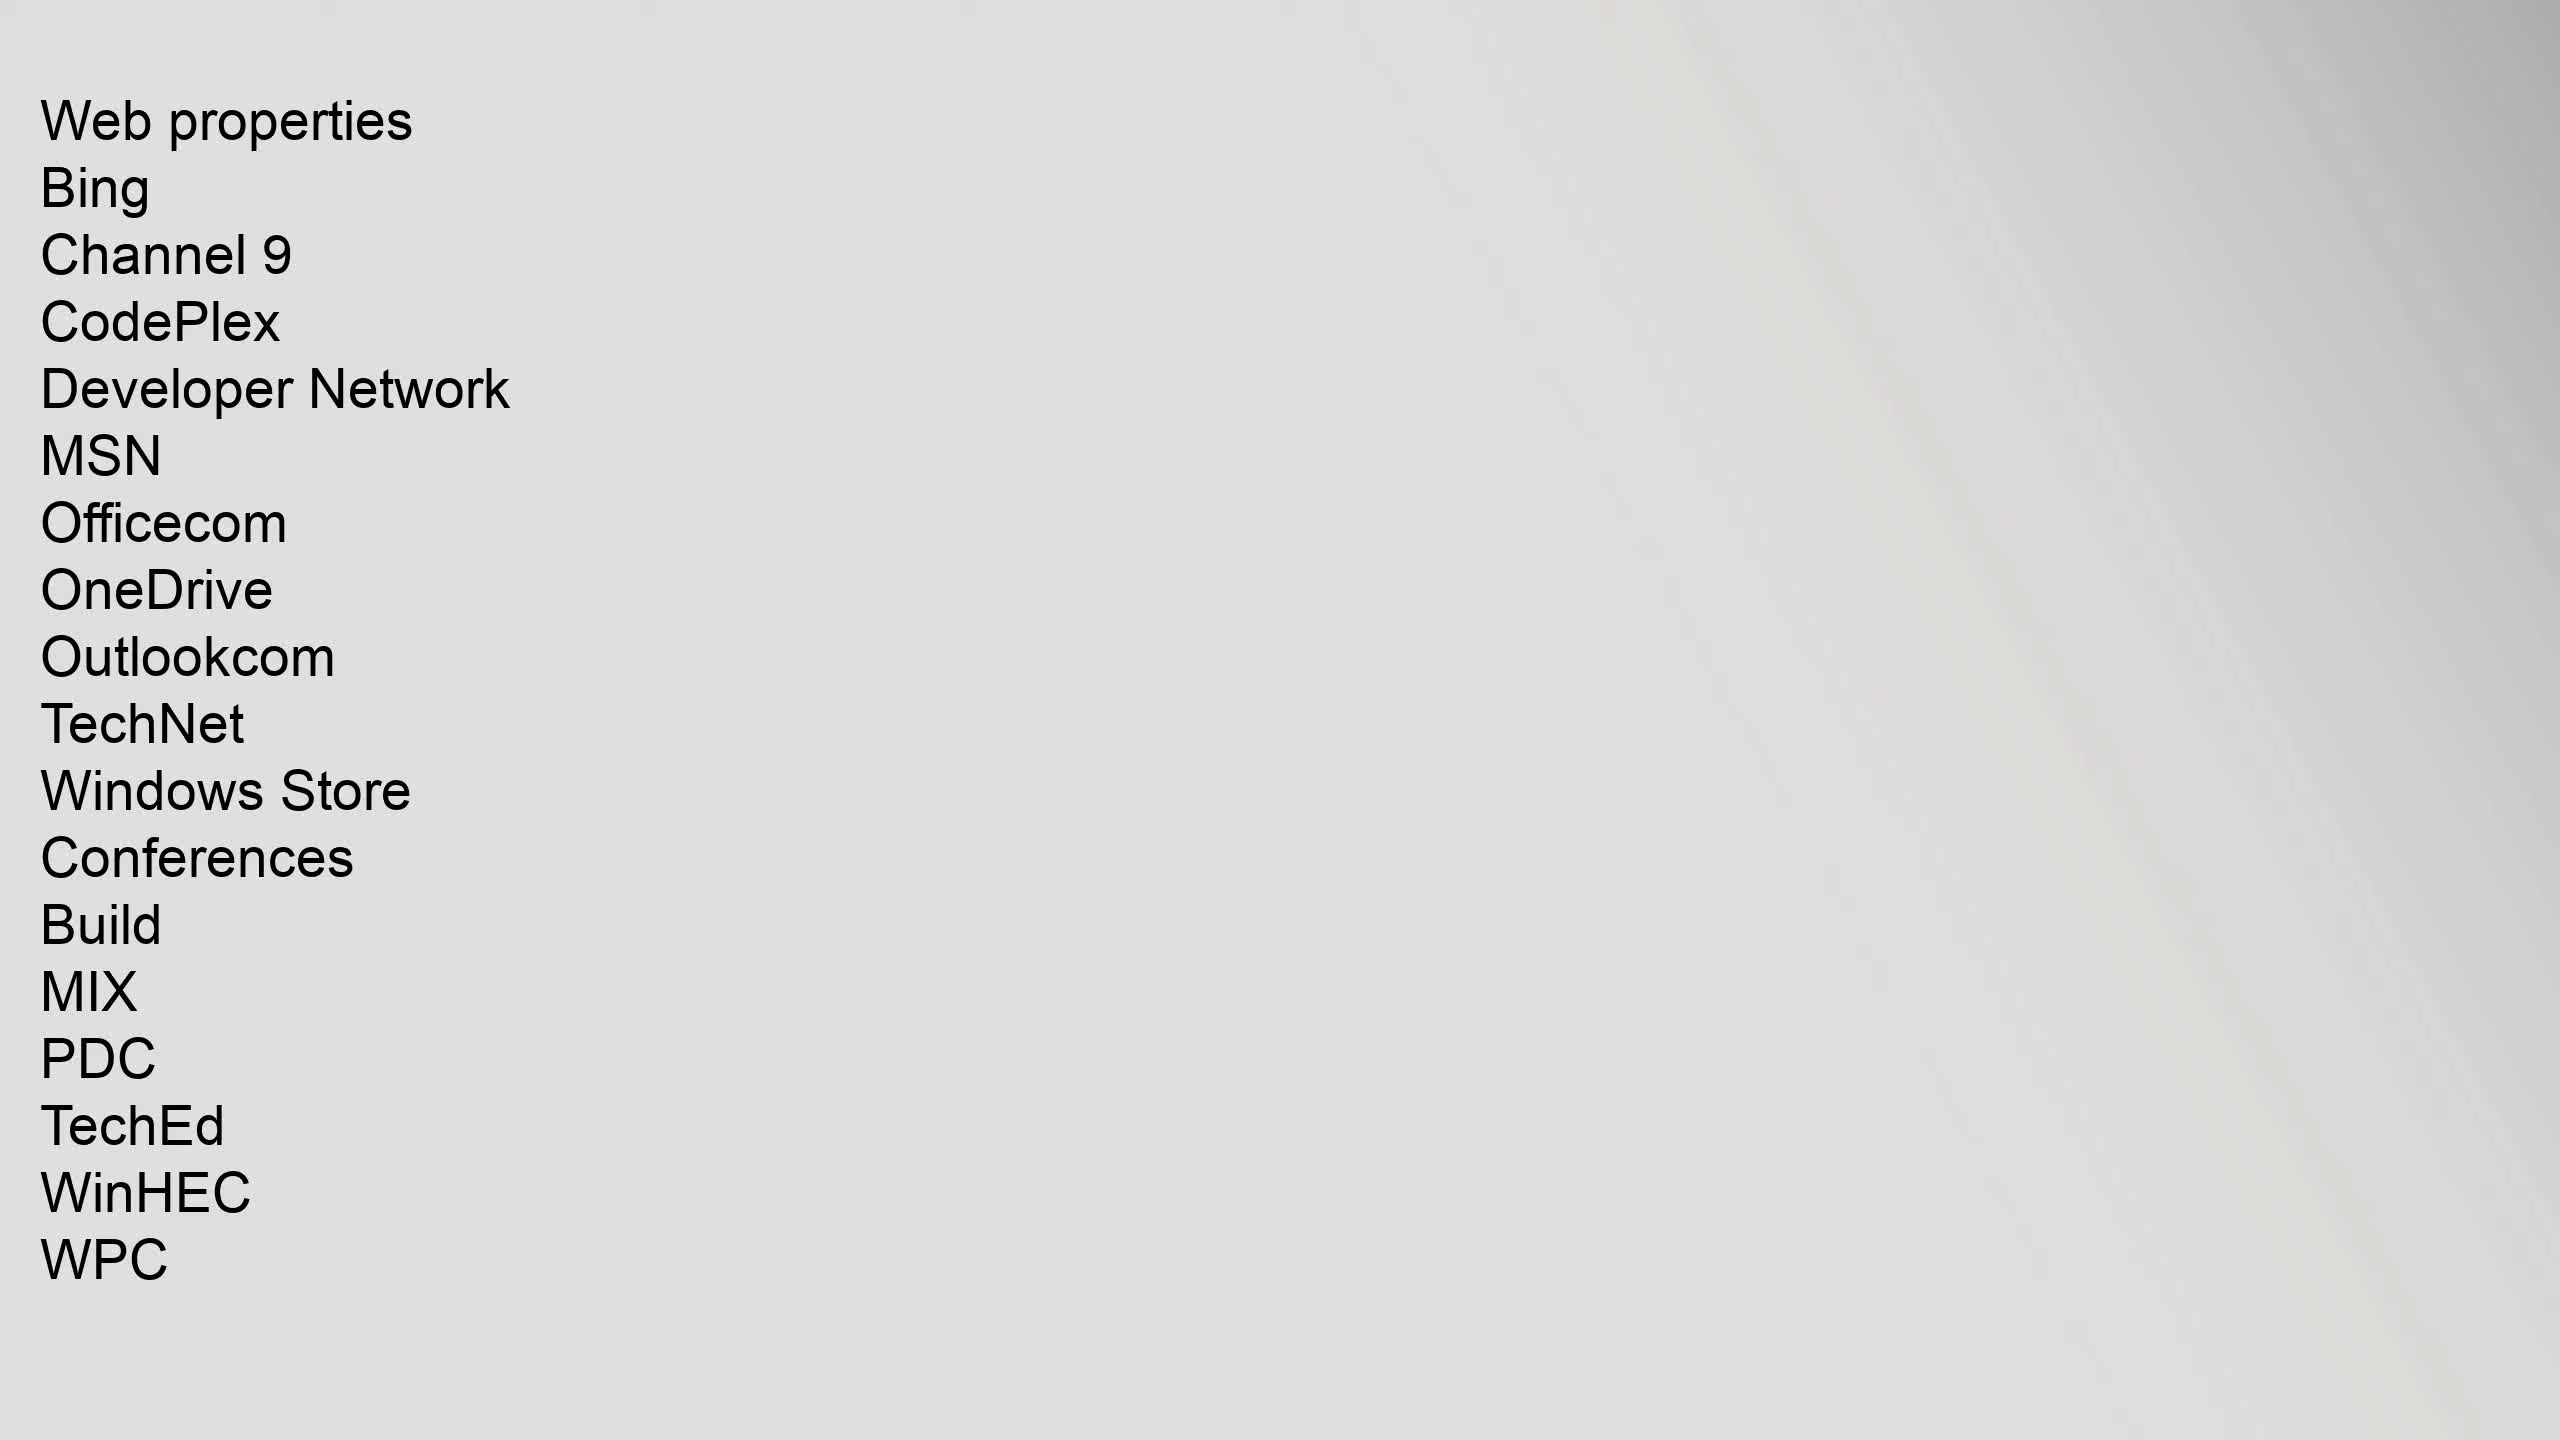 Web properties
Bing
Channel 9
CodePlex
Developer Network
MSN
Officecom
OneDrive
Outlookcom
TechNet
Windows Store
Conferences
Build
MIX
PDC
TechEd
WinHEC
WPC